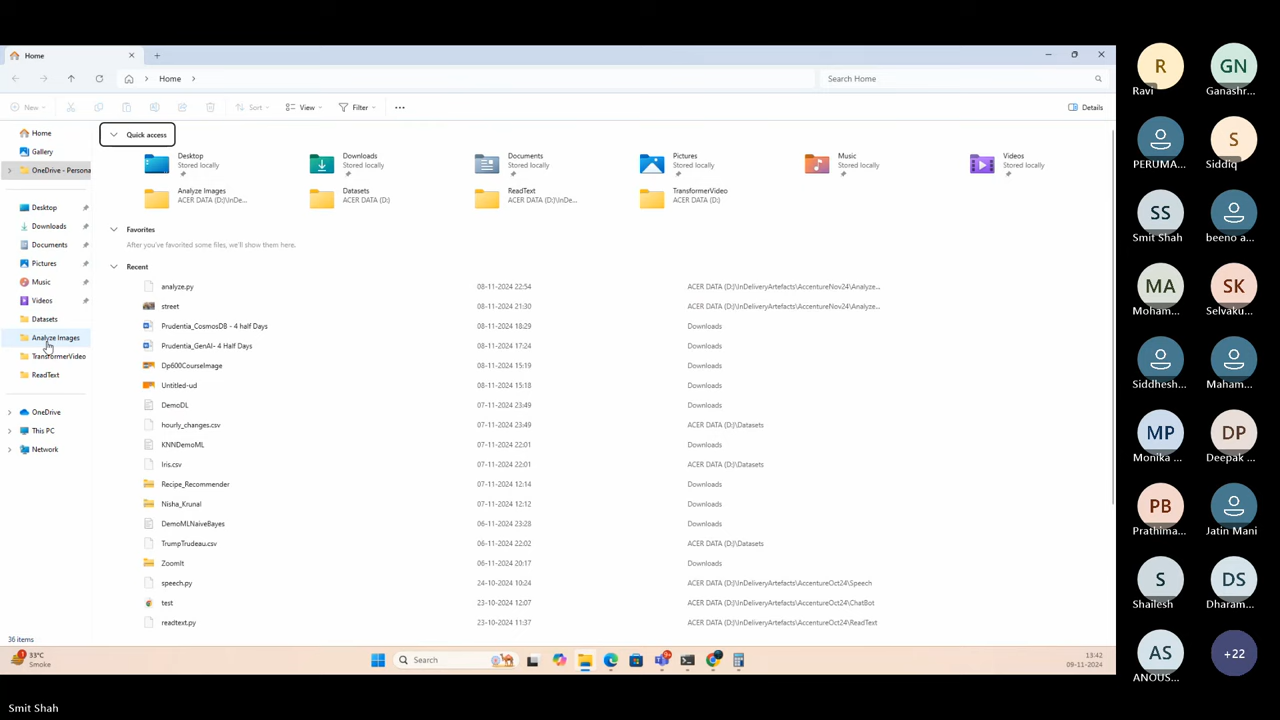 Home
Home
Search Home
New
Sort
View
Filter
Details
Home
Gallery
OneDrive - Persona
Desktop
Downloads
Documents
Pictures
Music
Videos
Datasets
Analyze Images
TransformerVideo
ReadText
OneDrive
This PC
Network
36 items
Quick access
Desktop
Stored locally
Downloads
Stored locally
Documents
Stored locally
Pictures
Stored locally
Music
Stored locally
Videos
Stored locally
Analyze Images
ACER DATA (D:)\InDe...
Datasets
ACER DATA (D:)
ReadText
ACER DATA (D:)\InDe...
TransformerVideo
ACER DATA (D:)
Favorites
After you've favorited some files, we'll show them here.
Recent
analyze.py 08-11-2024 22:54 ACER DATA (D:)\InDeliveryArtefacts\AccentureNov24\Analyze...
street 08-11-2024 21:30 ACER DATA (D:)\InDeliveryArtefacts\AccentureNov24\Analyze...
Prudentia_CosmosDB - 4 half Days 08-11-2024 18:29 Downloads
Prudentia_GenAI- 4 Half Days 08-11-2024 17:24 Downloads
Dp600CourseImage 08-11-2024 15:19 Downloads
Untitled-ud 08-11-2024 15:18 Downloads
DemoDL 07-11-2024 23:49 Downloads
hourly_changes.csv 07-11-2024 23:49 ACER DATA (D:)\Datasets
KNNDemoML 07-11-2024 22:01 Downloads
Iris.csv 07-11-2024 22:01 ACER DATA (D:)\Datasets
Recipe_Recommender 07-11-2024 12:14 Downloads
Nisha_Krunal 07-11-2024 12:12 Downloads
DemoMLNaiveBayes 06-11-2024 23:28 Downloads
TrumpTrudeau.csv 06-11-2024 22:02 ACER DATA (D:)\Datasets
ZoomIt 06-11-2024 20:17 Downloads
speech.py 24-10-2024 10:24 ACER DATA (D:)\InDeliveryArtefacts\AccentureOct24\Speech
test 23-10-2024 12:07 ACER DATA (D:)\InDeliveryArtefacts\AccentureOct24\ChatBot
readtext.py 23-10-2024 11:37 ACER DATA (D:)\InDeliveryArtefacts\AccentureOct24\ReadText
33°C
Smoke
Search
13:42
09-11-2024
R
Ravi
GN
Ganashr...
PERUMA...
S
Siddiq
SS
Smit Shah
beeno a...
MA
Moham...
SK
Selvaku...
Siddhesh...
Maham...
MP
Monika ...
DP
Deepak ...
PB
Prathima...
Jatin Mani
S
Shailesh
DS
Dharam...
AS
ANOUS...
+22
Smit Shah